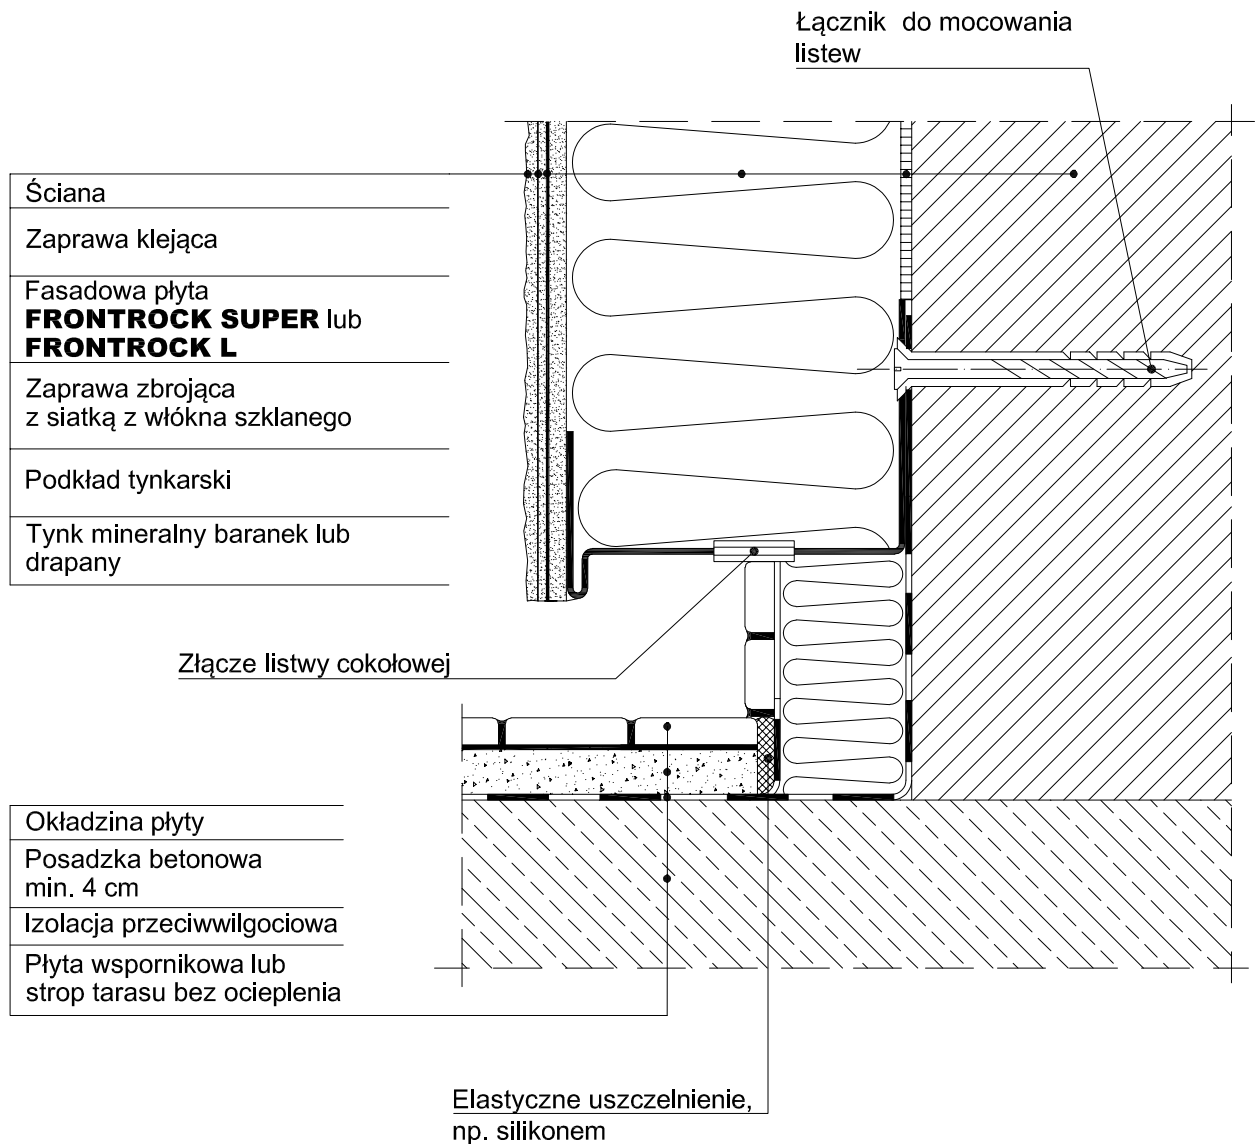 Łącznik do mocowania
listew
Ściana
Zaprawa klejąca
Fasadowa płyta
FRONTROCK SUPER lub
FRONTROCK L
Zaprawa zbrojąca
z siatką z włókna szklanego
Podkład tynkarski
Tynk mineralny baranek lub
drapany
Złącze listwy cokołowej
Okładzina płyty
Posadzka betonowa
min. 4 cm
Izolacja przeciwwilgociowa
Płyta wspornikowa lub
strop tarasu bez ocieplenia
Elastyczne uszczelnienie,
np. silikonem